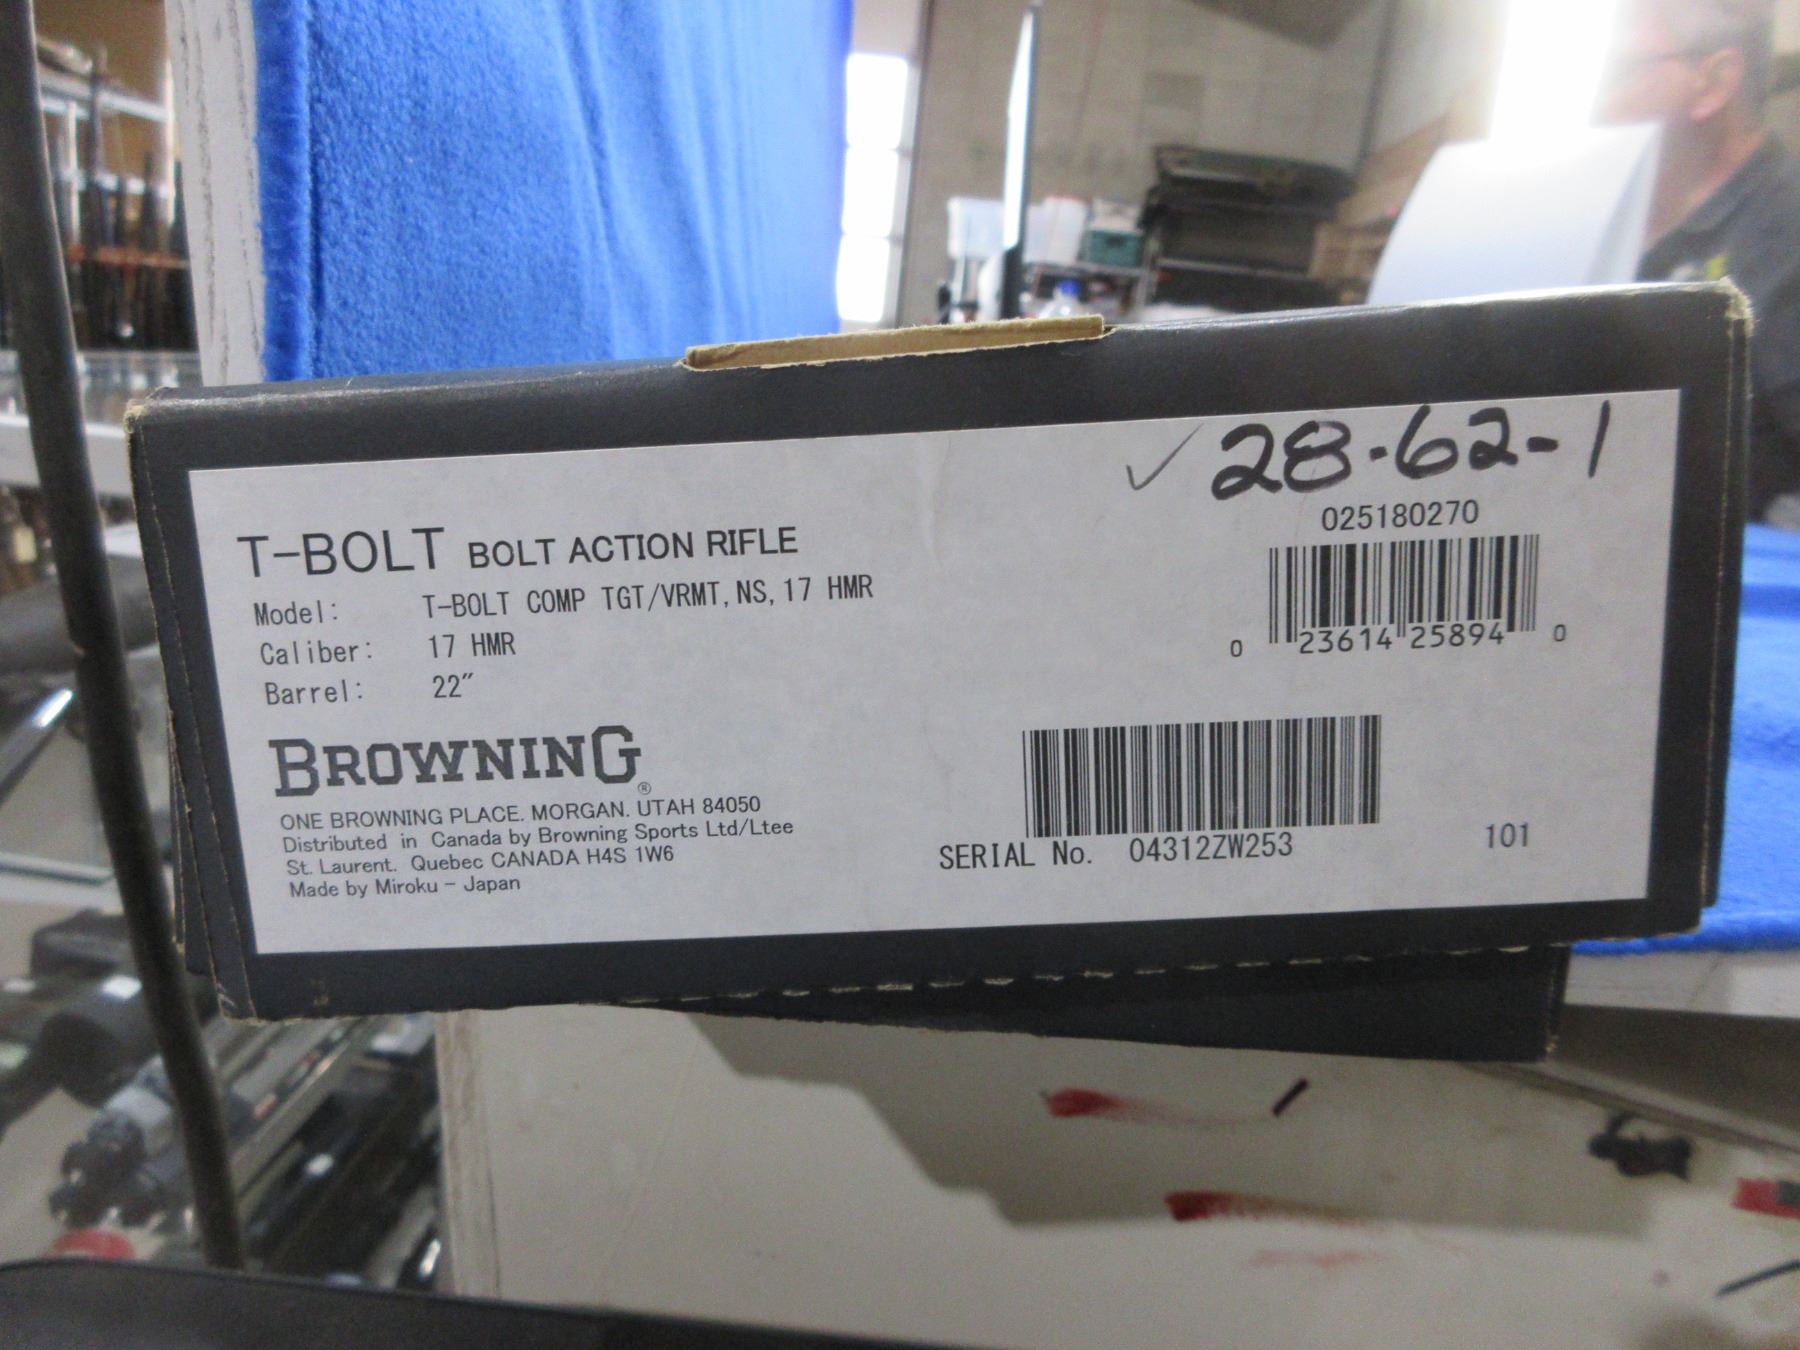 ✓ 28-62-1
025180270
T-BOLT BOLT ACTION RIFLE
Model: T-BOLT COMP TGT/VRMT, NS, 17 HMR
Caliber: 17 HMR
Barrel: 22"
0 23614 25894 0
BROWNING®
ONE BROWNING PLACE. MORGAN. UTAH 84050
Distributed in Canada by Browning Sports Ltd/Ltee
St. Laurent. Quebec CANADA H4S 1W6
Made by Miroku - Japan
SERIAL No. 04312ZW253
101